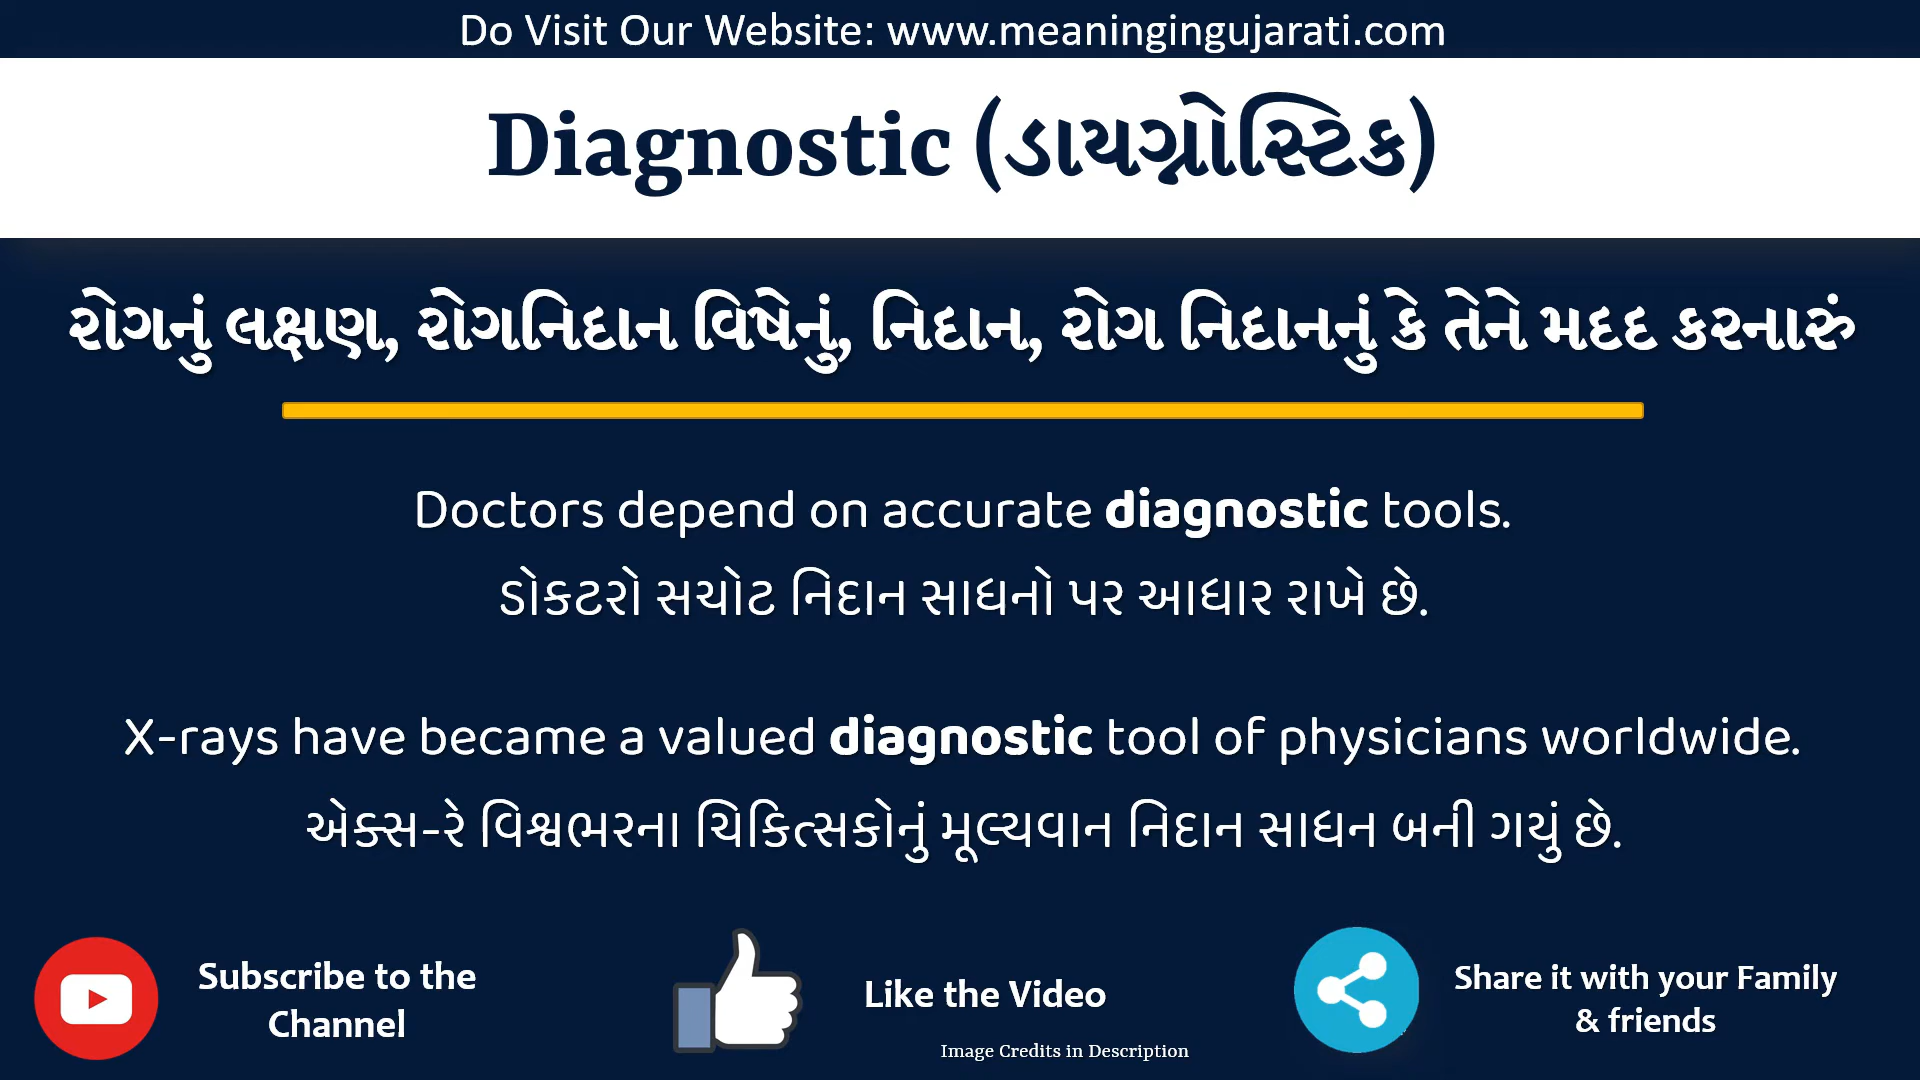 Do Visit Our Website: www.meaningingujarati.com
Diagnostic (ડાયગ્નોસ્ટિક)
રોગનું લક્ષણ, રોગનિદાન વિષેનું, નિદાન, રોગ નિદાનનું કે તેને મદદ કરનારું
Doctors depend on accurate diagnostic tools.
ડોકટરો સચોટ નિદાન સાધનો પર આધાર રાખે છે.
X-rays have became a valued diagnostic tool of physicians worldwide.
એક્સ-રે વિશ્વભરના ચિકિત્સકોનું મૂલ્યવાન નિદાન સાધન બની ગયું છે.
Subscribe to the
Channel
Like the Video
Share it with your Family
& friends
Image Credits in Description